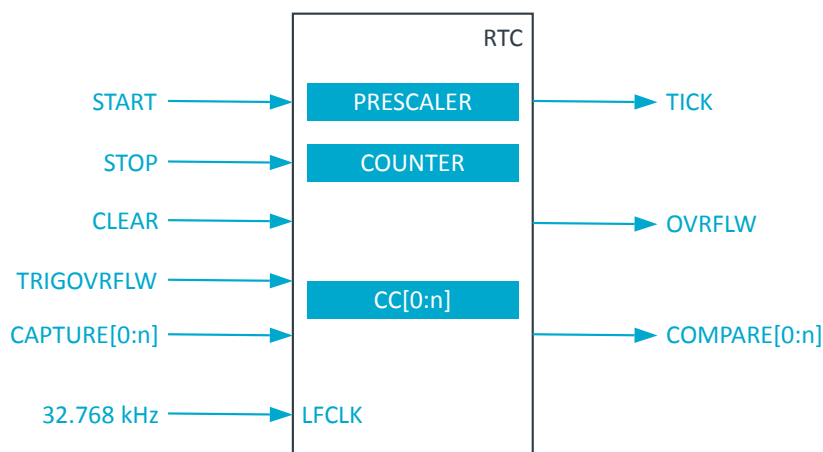 RTC
START
PRESCALER
TICK
STOP
COUNTER
CLEAR
OVRFLW
TRIGOVRFLW
CC[0:n]
CAPTURE[0:n]
COMPARE[0:n]
32.768 kHz
LFCLK